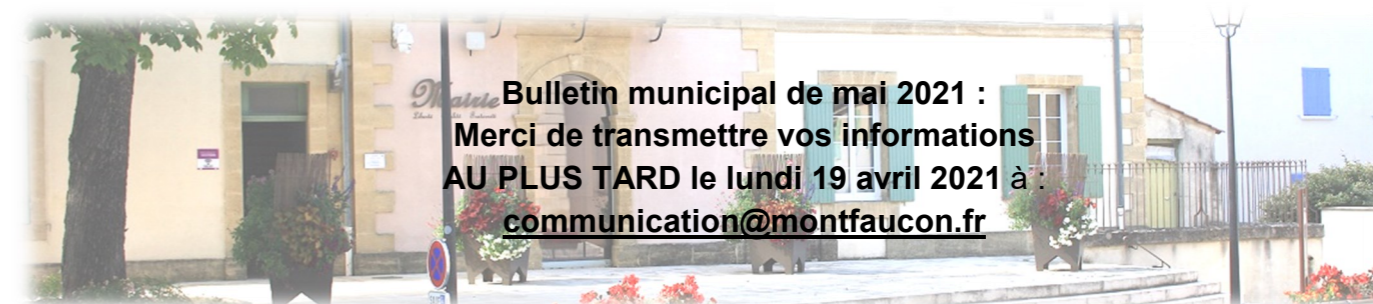 Mairie
Bulletin municipal de mai 2021 :
Merci de transmettre vos informations
AU PLUS TARD le lundi 19 avril 2021 à :
communication@montfaucon.fr